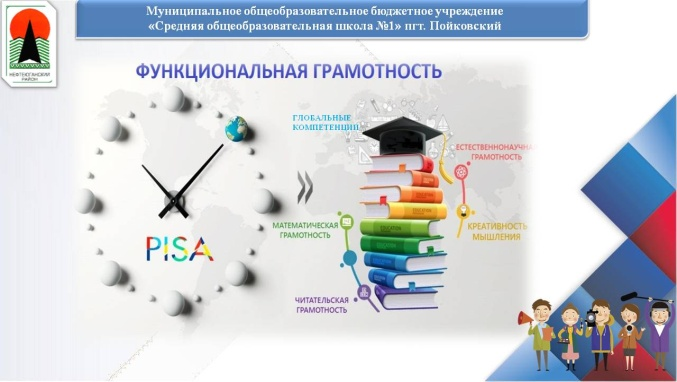 Муниципальное общеобразовательное бюджетное учреждение
«Средняя общеобразовательная школа №1» пгт. Пойковский
НЕФТЕЮГАНСКИЙ
РАЙОН
ФУНКЦИОНАЛЬНАЯ ГРАМОТНОСТЬ
ГЛОБАЛЬНЫЕ
КОМПЕТЕНЦИИ
ЕСТЕСТВЕННОНАУЧНАЯ
ГРАМОТНОСТЬ
МАТЕМАТИЧЕСКАЯ
ГРАМОТНОСТЬ
КРЕАТИВНОСТЬ
МЫШЛЕНИЯ
PISA
ЧИТАТЕЛЬСКАЯ
ГРАМОТНОСТЬ